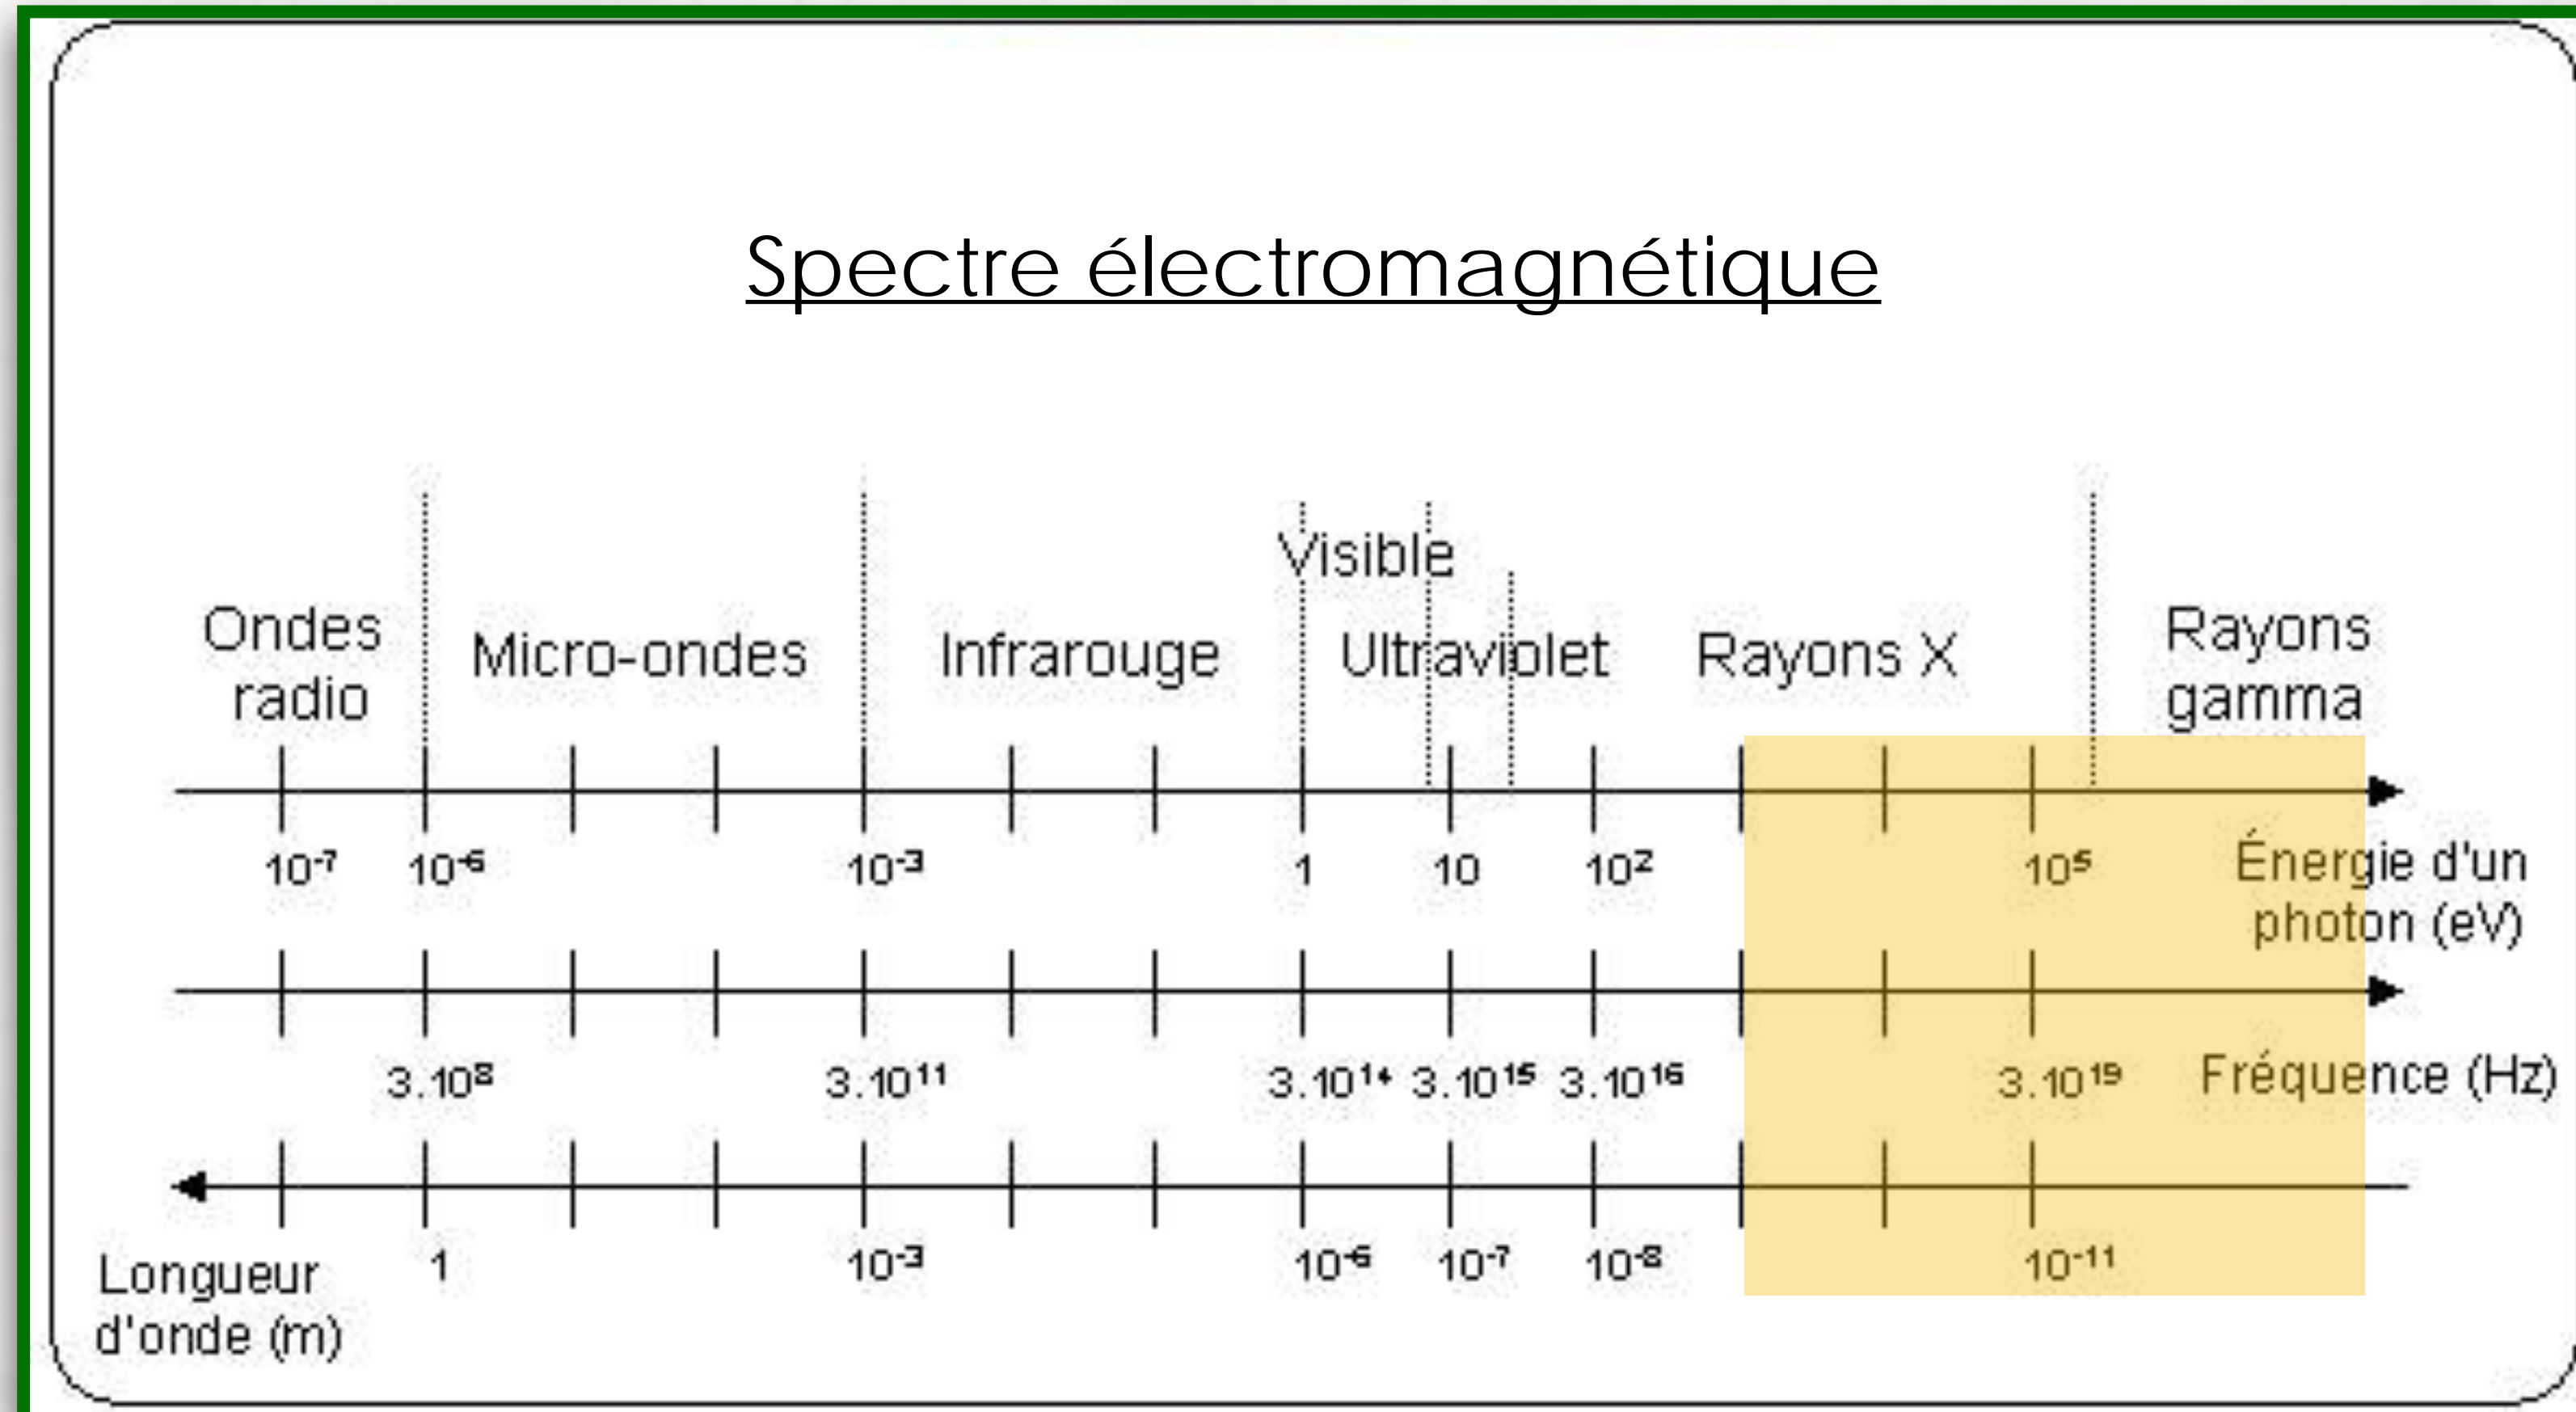 Spectre électromagnétique
Visible
Ondes radio
Micro-ondes
Infrarouge
Ultraviolet
Rayons X
Rayons gamma
10⁻⁷ 10⁻⁶ 10⁻³ 1 10 10² 10⁵
Énergie d'un photon (eV)
3.10⁸ 3.10¹¹ 3.10¹⁴ 3.10¹⁵ 3.10¹⁶ 3.10¹⁹ Fréquence (Hz)
1 10⁻³ 10⁻⁶ 10⁻⁷ 10⁻⁸ 10⁻¹¹
Longueur
d'onde (m)